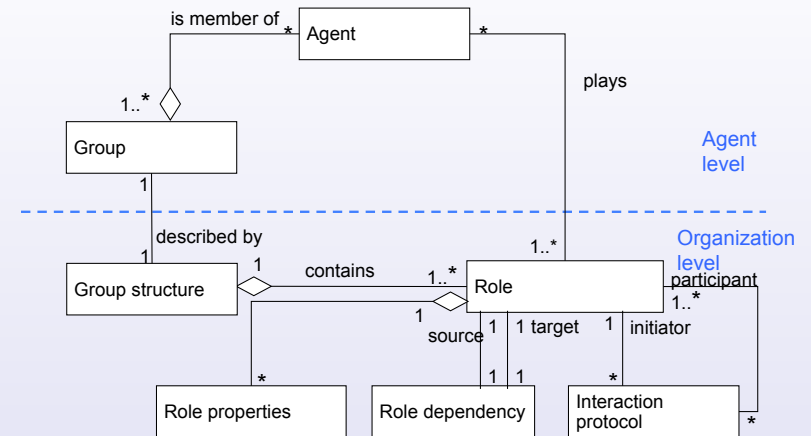 is member of
*
Agent
*
1..*
plays
Group
Agent
level
1
described by
1..*
Organization
level
1
1
contains
1..*
Role
participant
1..*
Group structure
1
source
1
1
target
1
initiator
*
1
1
*
Role properties
Role dependency
Interaction
protocol
*